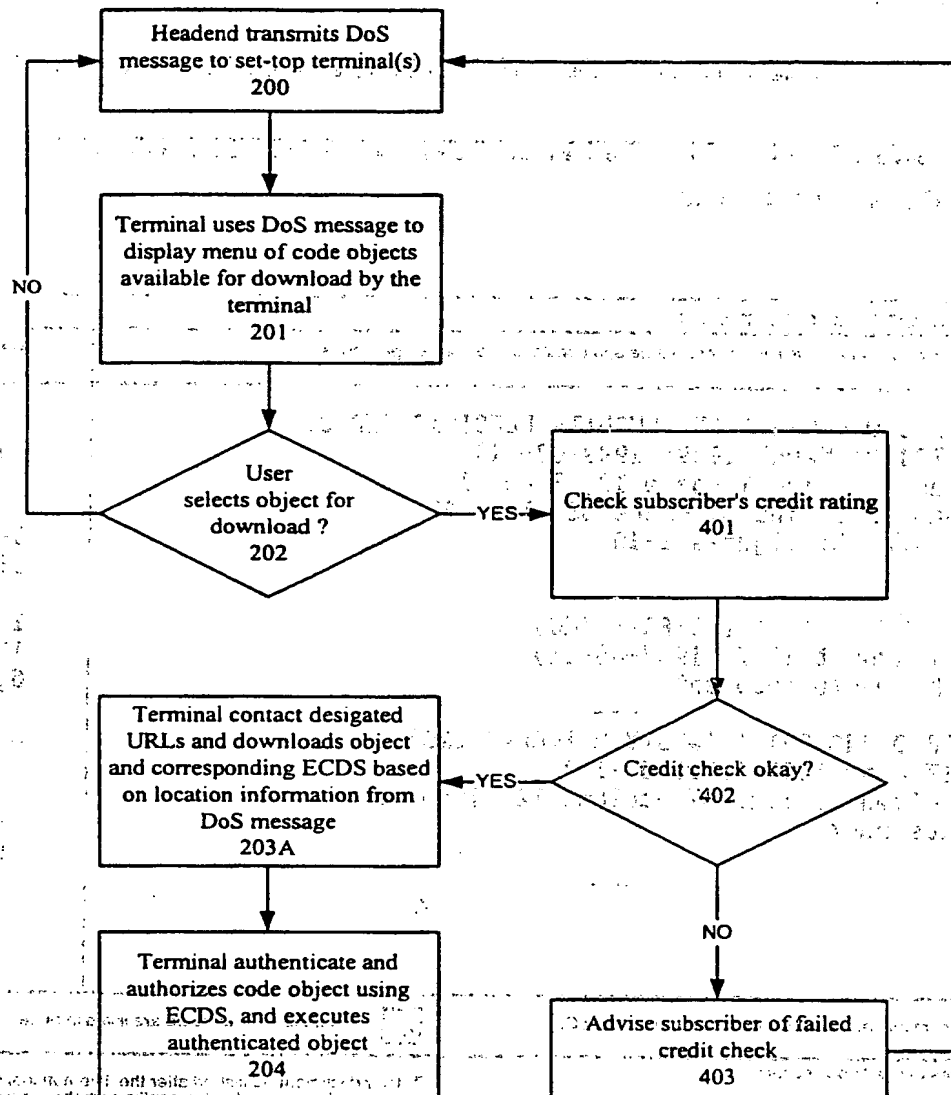 Headend transmits DoS
message to set-top terminal(s)
200
Terminal uses DoS message to
display menu of code objects
available for download by the
terminal
201
NO
User
selects object for
download ?
202
YES
Check subscriber's credit rating
401
Credit check okay?
402
YES
Terminal contact desigated
URLs and downloads object
and corresponding ECDS based
on location information from
DoS message
203A
NO
Terminal authenticate and
authorizes code object using
ECDS, and executes
authenticated object
204
Advise subscriber of failed
credit check
403